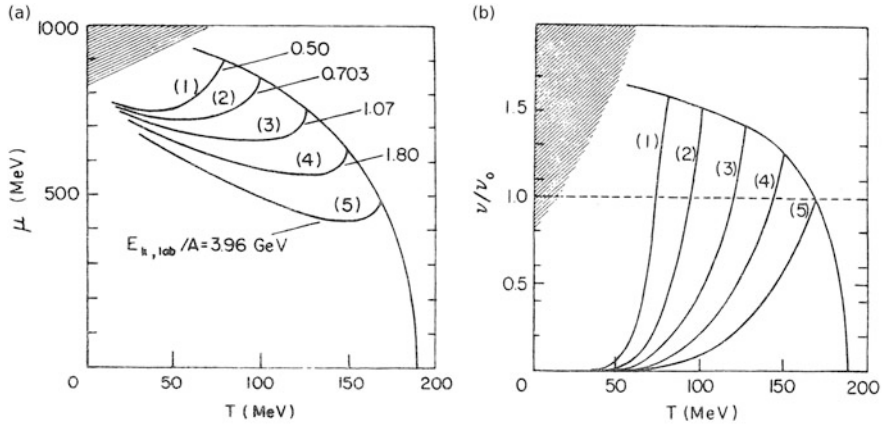 (a)
1000
500
0
μ (MeV)
0.50
0.703
1.07
1.80
(1)
(2)
(3)
(4)
(5)
E_{k, lab}/A=3.96 GeV
0 50 100 150 200
T (MeV)
(b)
ν/ν₀
1.5
1.0
0.5
0
(1)
(2)
(3)
(4)
(5)
50 100 150 200
T (MeV)